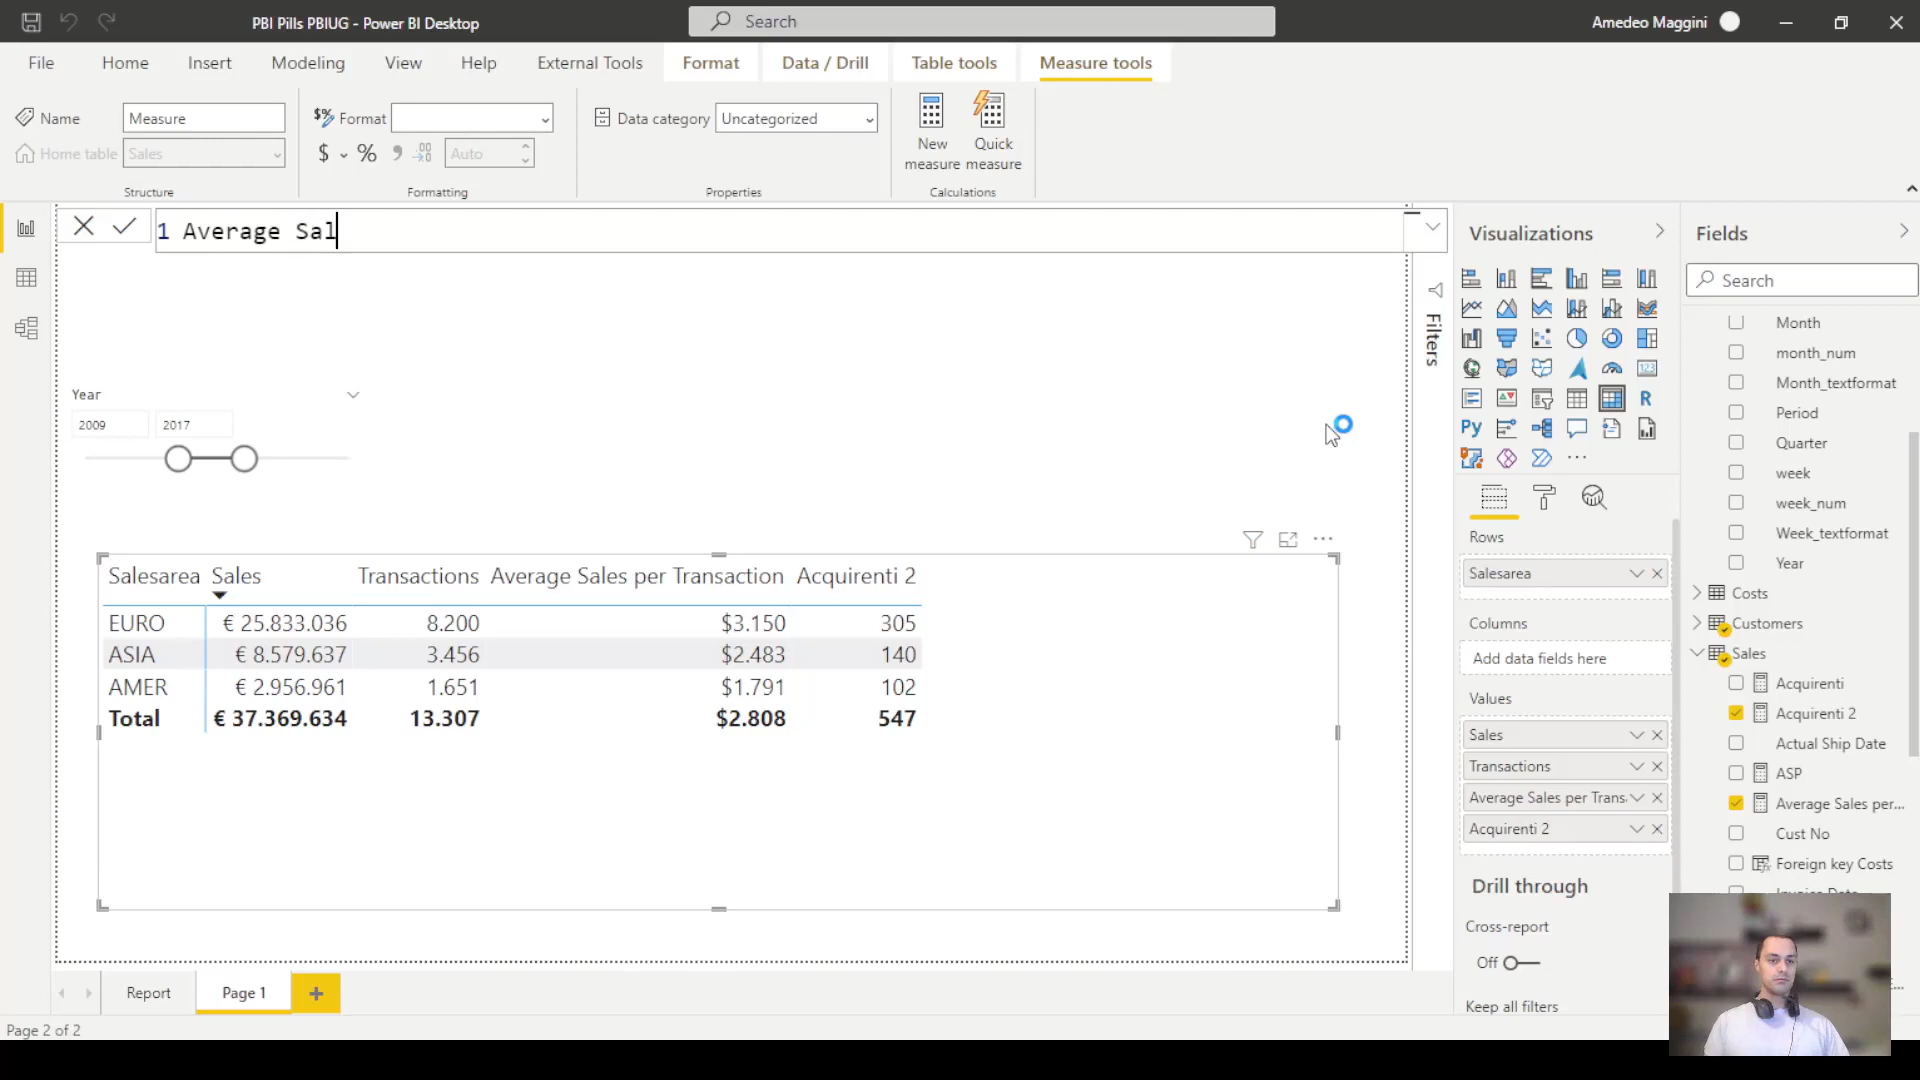 PBI Pills PBIUG - Power BI Desktop
Search
Amedeo Maggini
File Home Insert Modeling View Help External Tools Format Data / Drill Table tools Measure tools
Name Measure
Format
Data category Uncategorized
New measure
Quick measure
Home table Sales
$ % Auto
Structure
Formatting
Properties
Calculations
1 Average Sal
Year
2009 2017
Salesarea Sales Transactions Average Sales per Transaction Acquirenti 2
EURO € 25.833.036 8.200 $3.150 305
ASIA € 8.579.637 3.456 $2.483 140
AMER € 2.956.961 1.651 $1.791 102
Total € 37.369.634 13.307 $2.808 547
Filters
Visualizations
123
R
Py
Rows
Salesarea
Columns
Add data fields here
Values
Sales
Transactions
Average Sales per Trans.
Acquirenti 2
Drill through
Cross-report
Off
Keep all filters
Fields
Search
Month
month_num
Month_textformat
Period
Quarter
week
week_num
Week_textformat
Year
Costs
Customers
Sales
Acquirenti
Acquirenti 2
Actual Ship Date
ASP
Average Sales per...
Cust No
Foreign key Costs
Report Page 1
Page 2 of 2